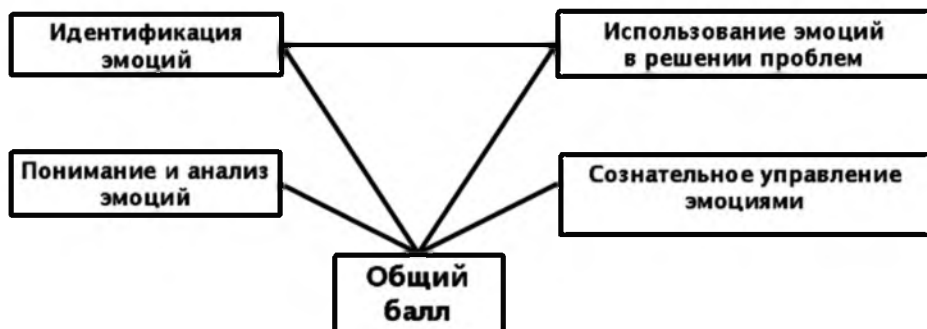 Идентификация
эмоций
Использование эмоций
в решении проблем
Понимание и анализ
эмоций
Сознательное управление
эмоциями
Общий
балл